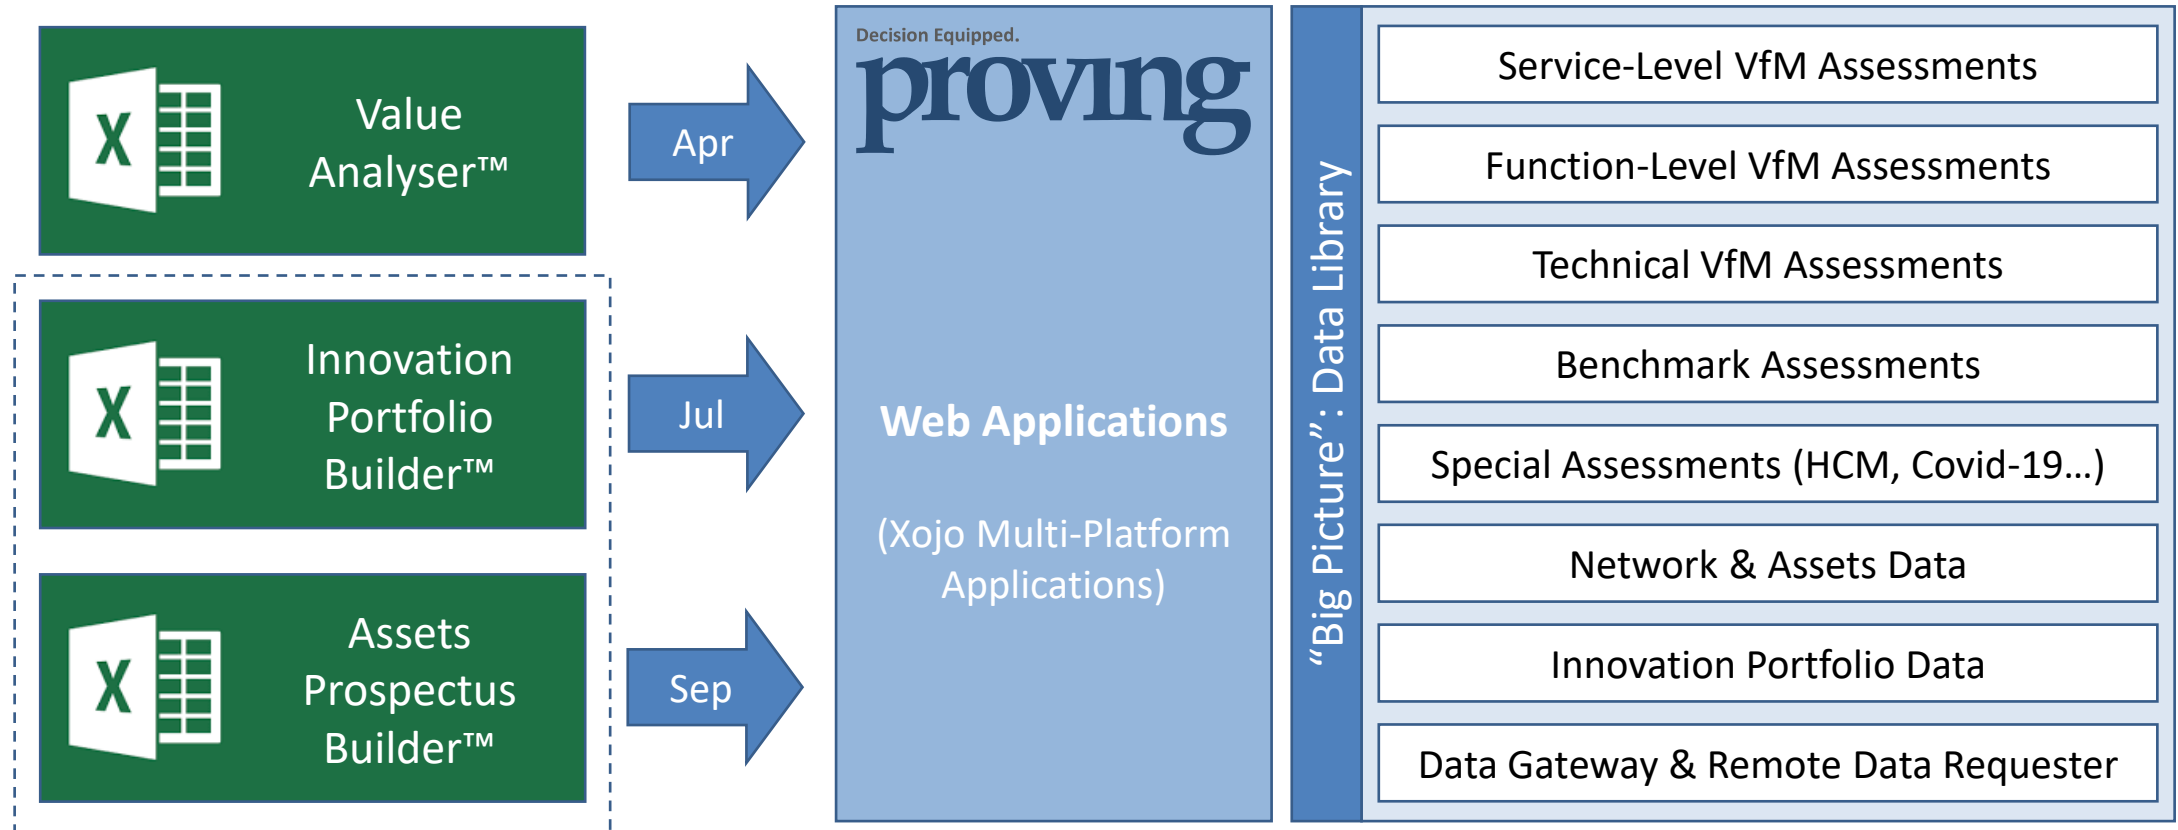 Value
Analyser™
Innovation
Portfolio
Builder™
Assets
Prospectus
Builder™
Apr
Jul
Sep
Decision Equipped.
proving
Web Applications
(Xojo Multi-Platform
Applications)
“Big Picture”: Data Library
Service-Level VfM Assessments
Function-Level VfM Assessments
Technical VfM Assessments
Benchmark Assessments
Special Assessments (HCM, Covid-19…)
Network & Assets Data
Innovation Portfolio Data
Data Gateway & Remote Data Requester